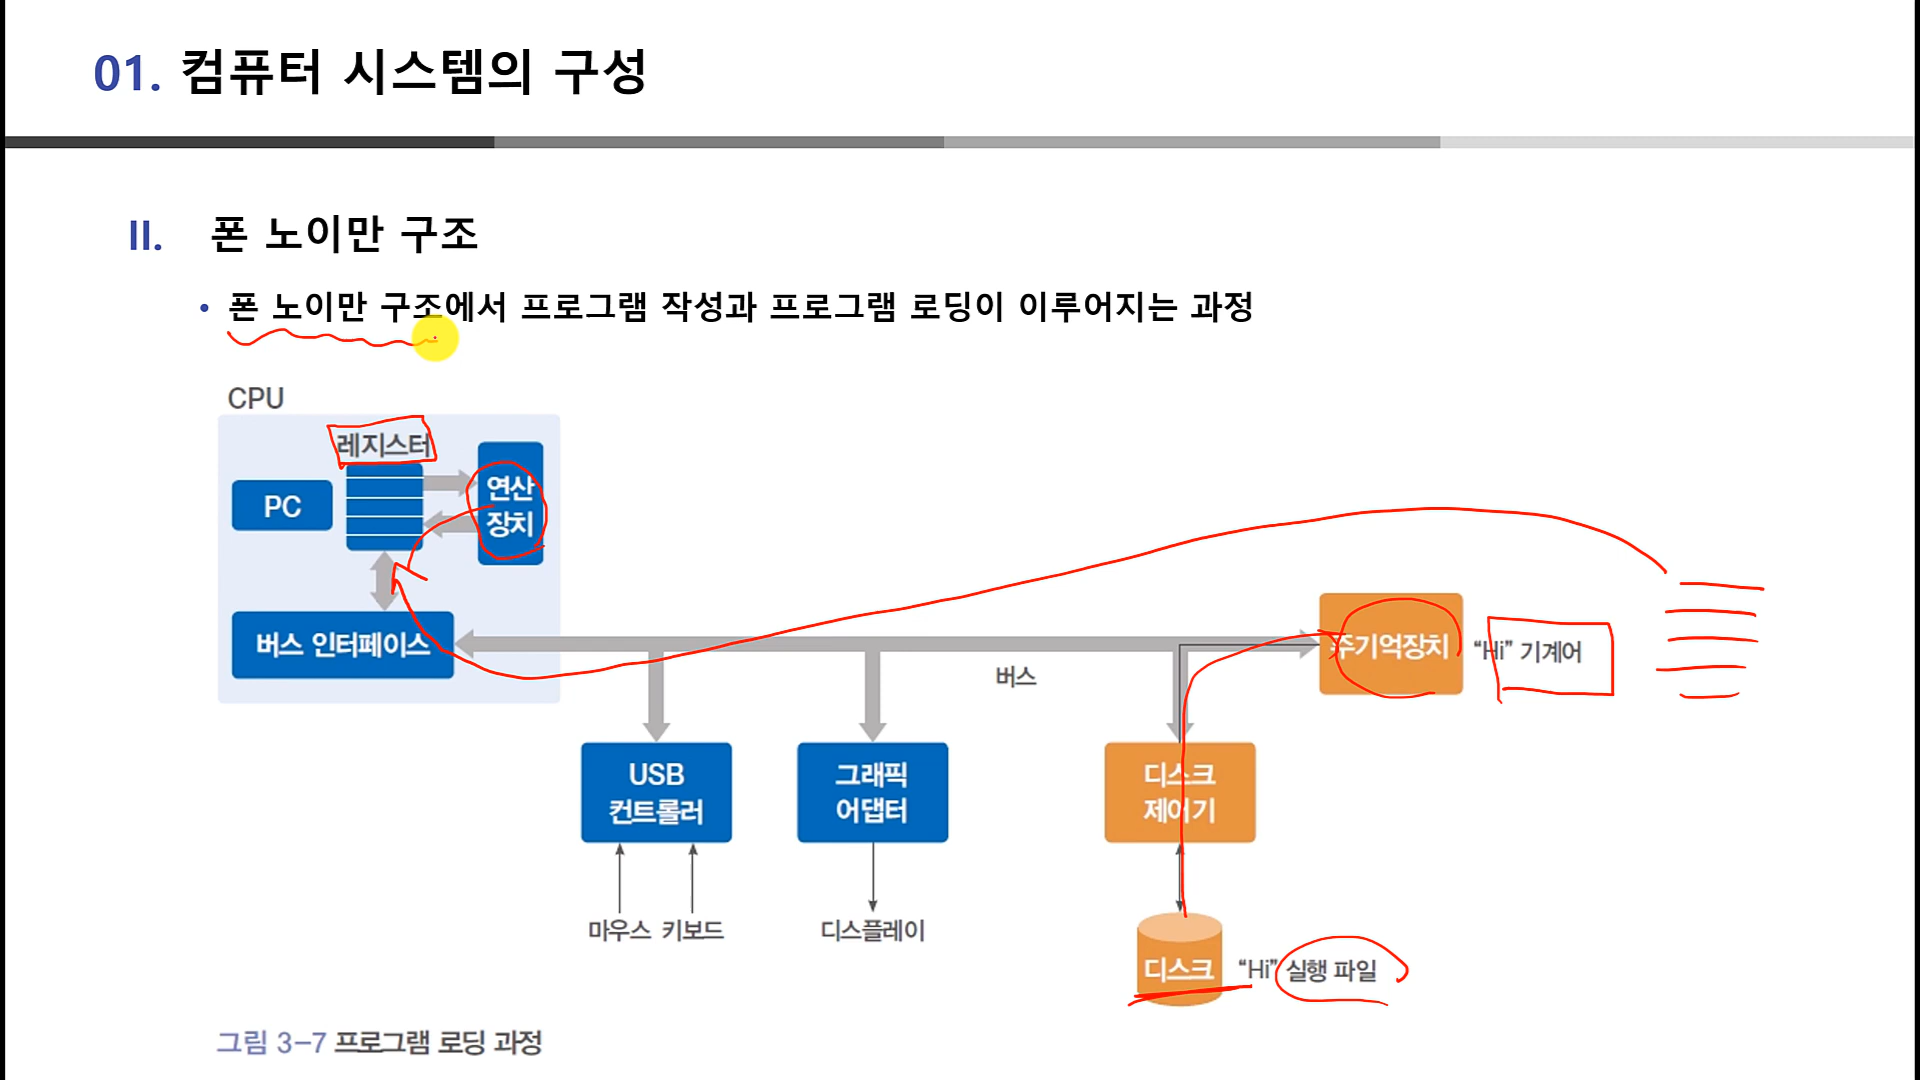 01. 컴퓨터 시스템의 구성
II. 폰 노이만 구조
• 폰 노이만 구조에서 프로그램 작성과 프로그램 로딩이 이루어지는 과정
CPU
레지스터
PC
연산
장치
버스 인터페이스
버스
주기억장치
“Hi” 기계어
USB
컨트롤러
그래픽
어댑터
디스크
제어기
마우스 키보드
디스플레이
디스크
“Hi” 실행 파일
그림 3-7 프로그램 로딩 과정